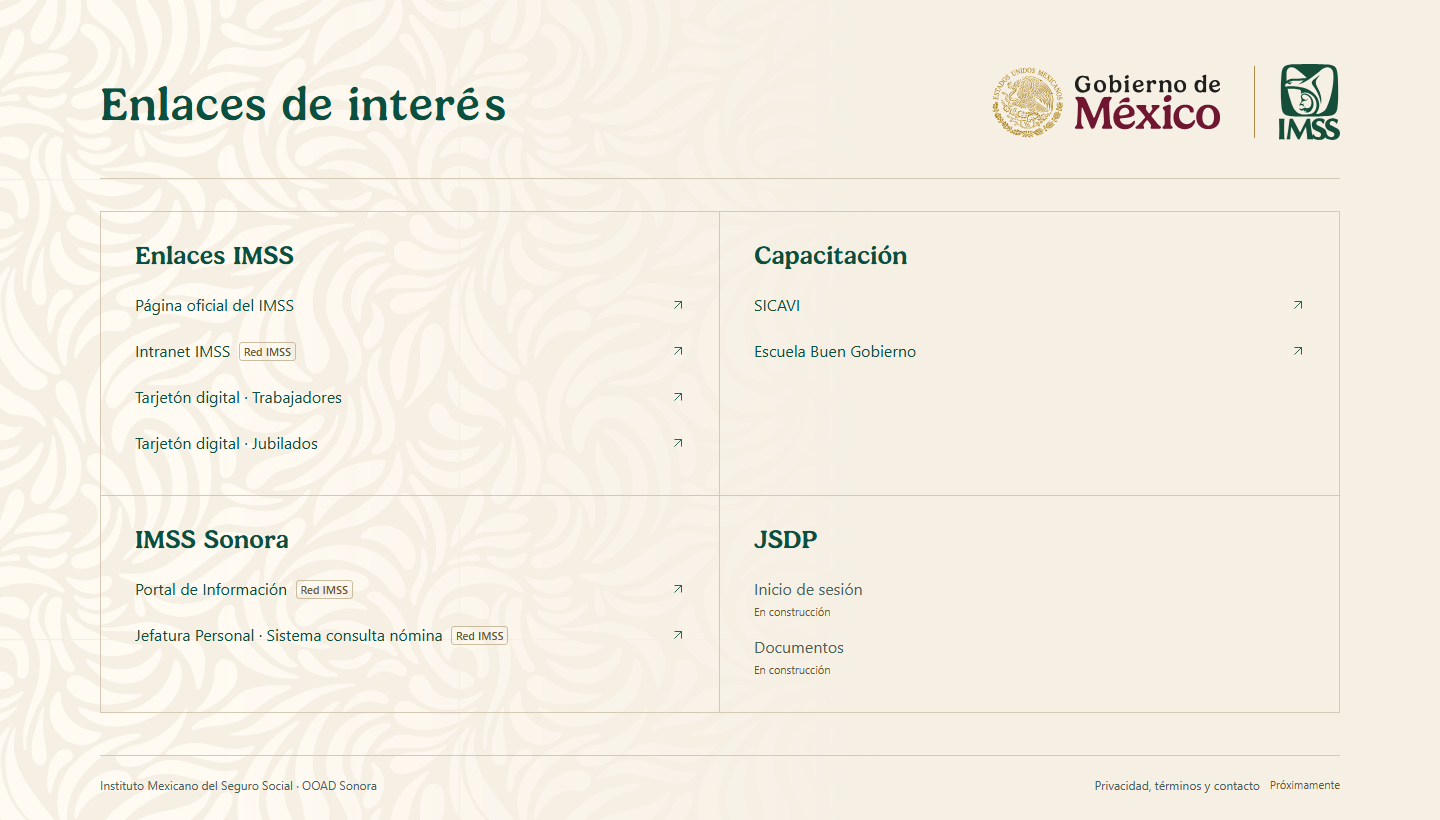 Enlaces de interés
ESTADOS UNIDOS MEXICANOS
Gobierno de
México
IMSS
Enlaces IMSS
Página oficial del IMSS
Intranet IMSS Red IMSS
Tarjetón digital · Trabajadores
Tarjetón digital · Jubilados
Capacitación
SICAVI
Escuela Buen Gobierno
IMSS Sonora
Portal de Información Red IMSS
Jefatura Personal · Sistema consulta nómina Red IMSS
JSDP
Inicio de sesión
En construcción
Documentos
En construcción
Instituto Mexicano del Seguro Social · OOAD Sonora
Privacidad, términos y contacto Próximamente